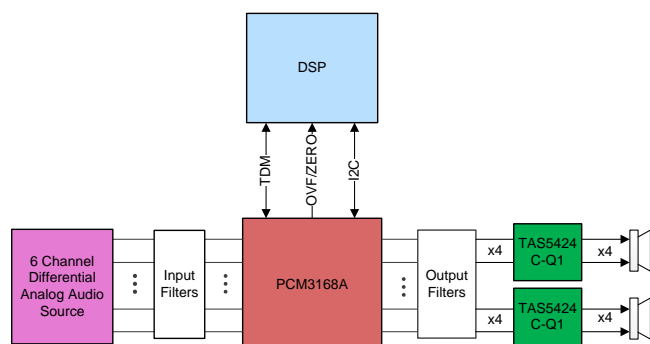 DSP
TDM
OVF/ZERO
I2C
6 Channel
Differential
Analog Audio
Source
Input
Filters
PCM3168A
Output
Filters
x4
TAS5424
C-Q1
x4
x4
TAS5424
C-Q1
x4